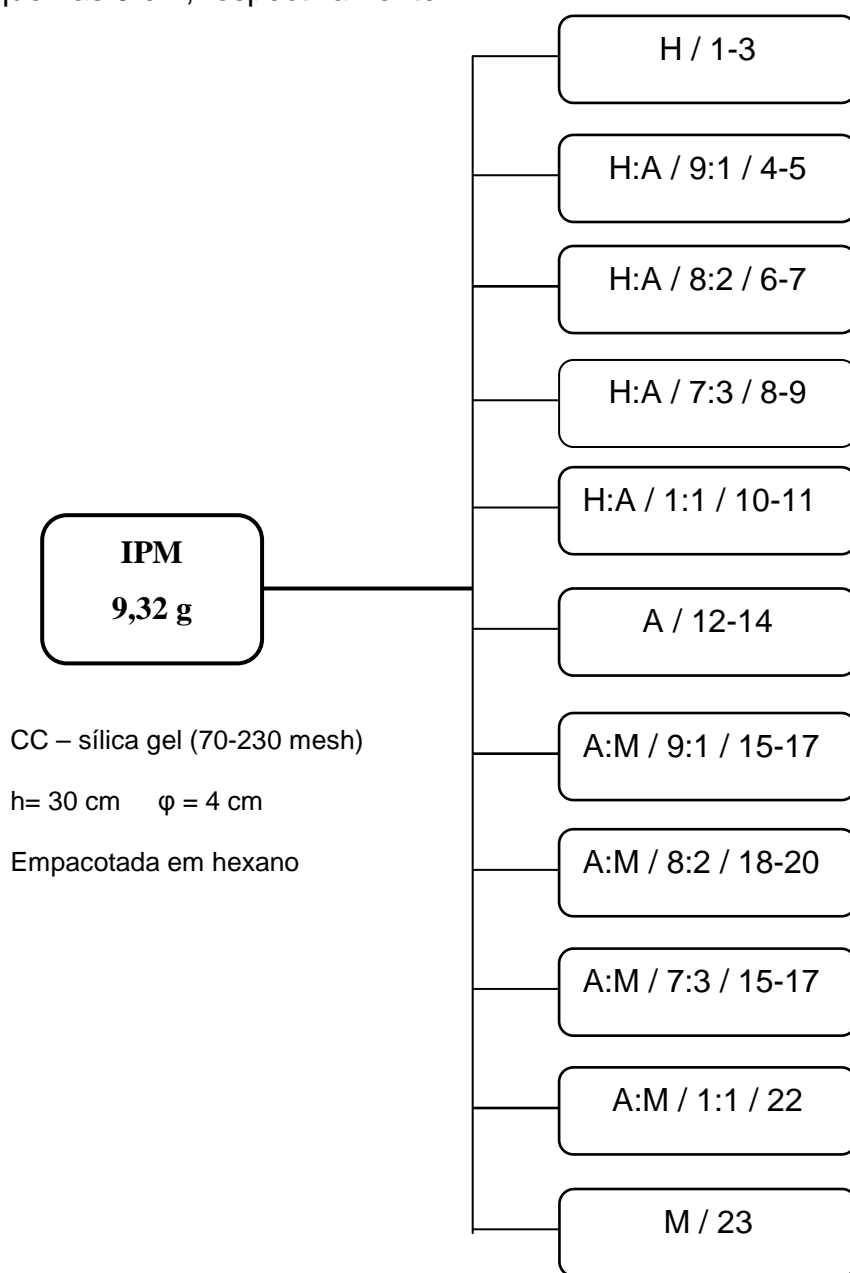 H / 1-3
H:A / 9:1 / 4-5
H:A / 8:2 / 6-7
H:A / 7:3 / 8-9
H:A / 1:1 / 10-11
IPM
9,32 g
A / 12-14
CC – sílica gel (70-230 mesh)
h= 30 cm φ = 4 cm
Empacotada em hexano
A:M / 9:1 / 15-17
A:M / 8:2 / 18-20
A:M / 7:3 / 15-17
A:M / 1:1 / 22
M / 23